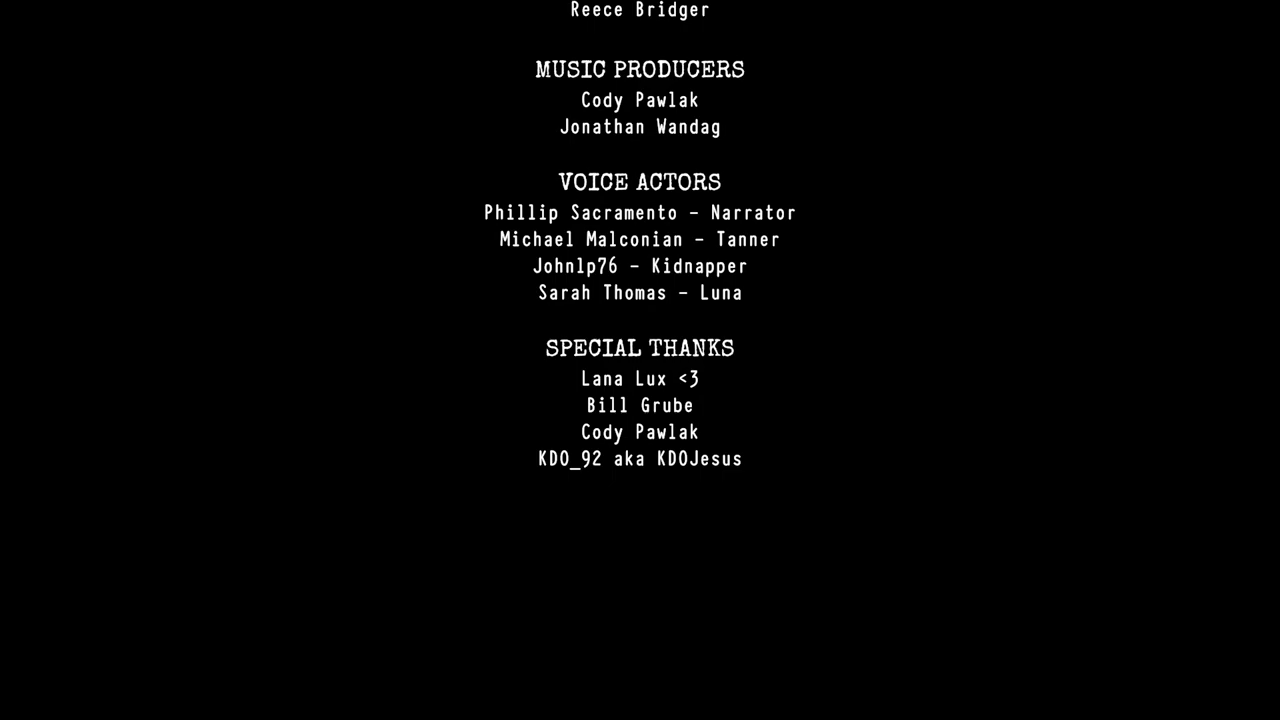 Reece Bridger
MUSIC PRODUCERS
Cody Pawlak
Jonathan Wandag
VOICE ACTORS
Phillip Sacramento - Narrator
Michael Malconian - Tanner
Johnlp76 - Kidnapper
Sarah Thomas - Luna
SPECIAL THANKS
Lana Lux <3
Bill Grube
Cody Pawlak
KDO_92 aka KDOJesus